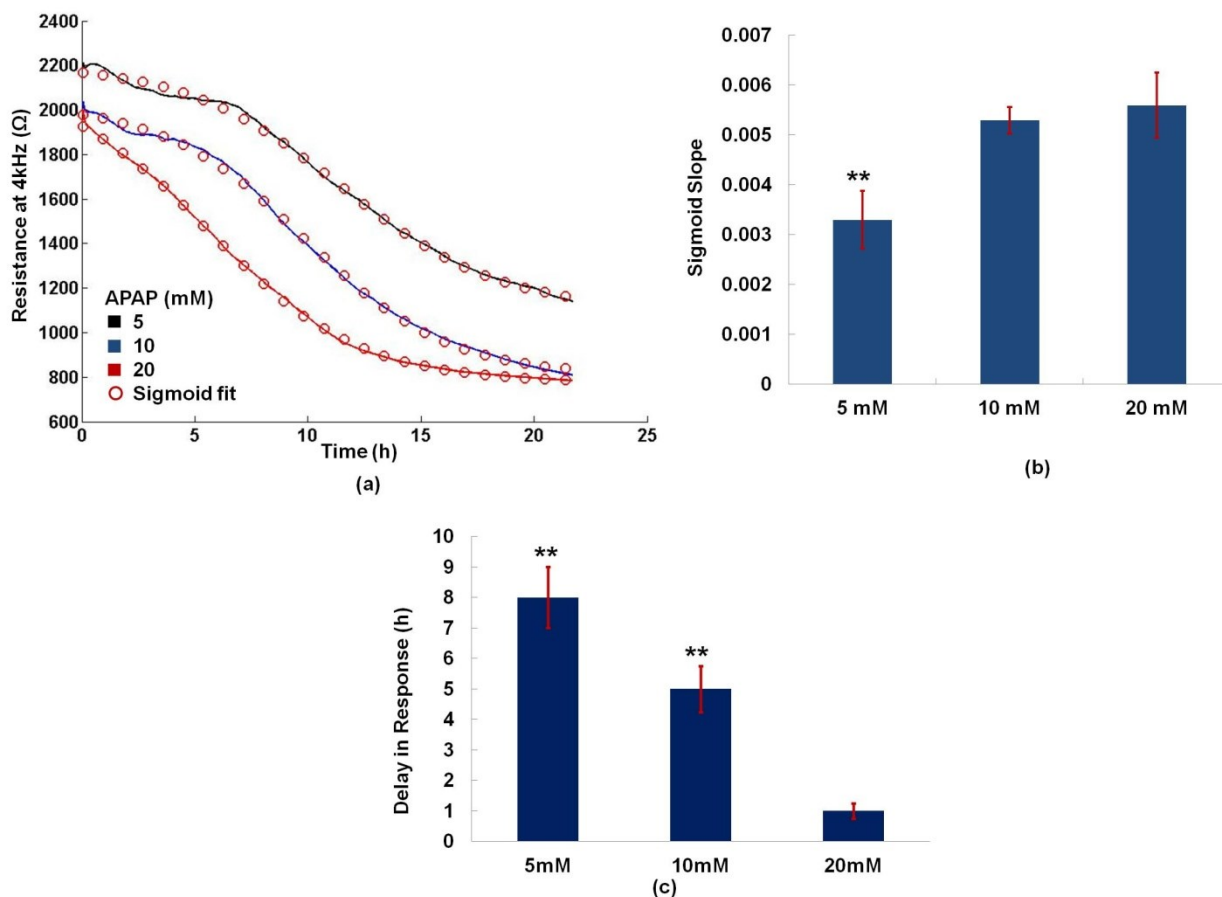 2400
2200
2000
1800
1600
1400
1200
1000
800
600
Resistance at 4kHz (Ω)
APAP (mM)
5
10
20
Sigmoid fit
0 5 10 15 20 25
Time (h)
(a)
0.007
0.006
0.005
0.004
0.003
0.002
0.001
0
Sigmoid Slope
**
5 mM 10 mM 20 mM
(b)
10
9
8
7
6
5
4
3
2
1
0
Delay in Response (h)
**
**
5mM 10mM 20mM
(c)